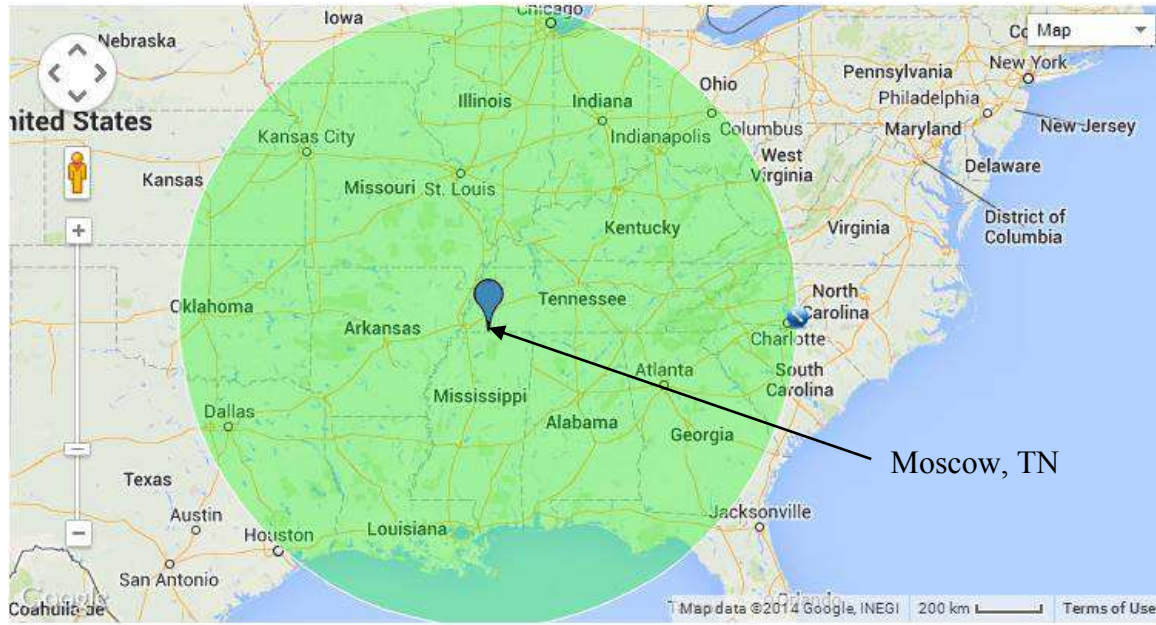 Iowa
Chicago
Nebraska
Map
New York
Pennsylvania
Ohio
Illinois
Indiana
Philadelphia
nited States
Columbus
Maryland
New Jersey
Kansas City
Indianapolis
West
Virginia
Delaware
Kansas
Missouri
St. Louis
District of
Columbia
Kentucky
Virginia
Oklahoma
Tennessee
North
Carolina
Arkansas
Charlotte
Atlanta
South
Carolina
Mississippi
Dallas
Alabama
Georgia
Moscow, TN
Texas
Austin
Louisiana
Jacksonville
Houston
San Antonio
Google
Coahuila de
Orlando
Map data ©2014 Google, INEGI
200 km
Terms of Use